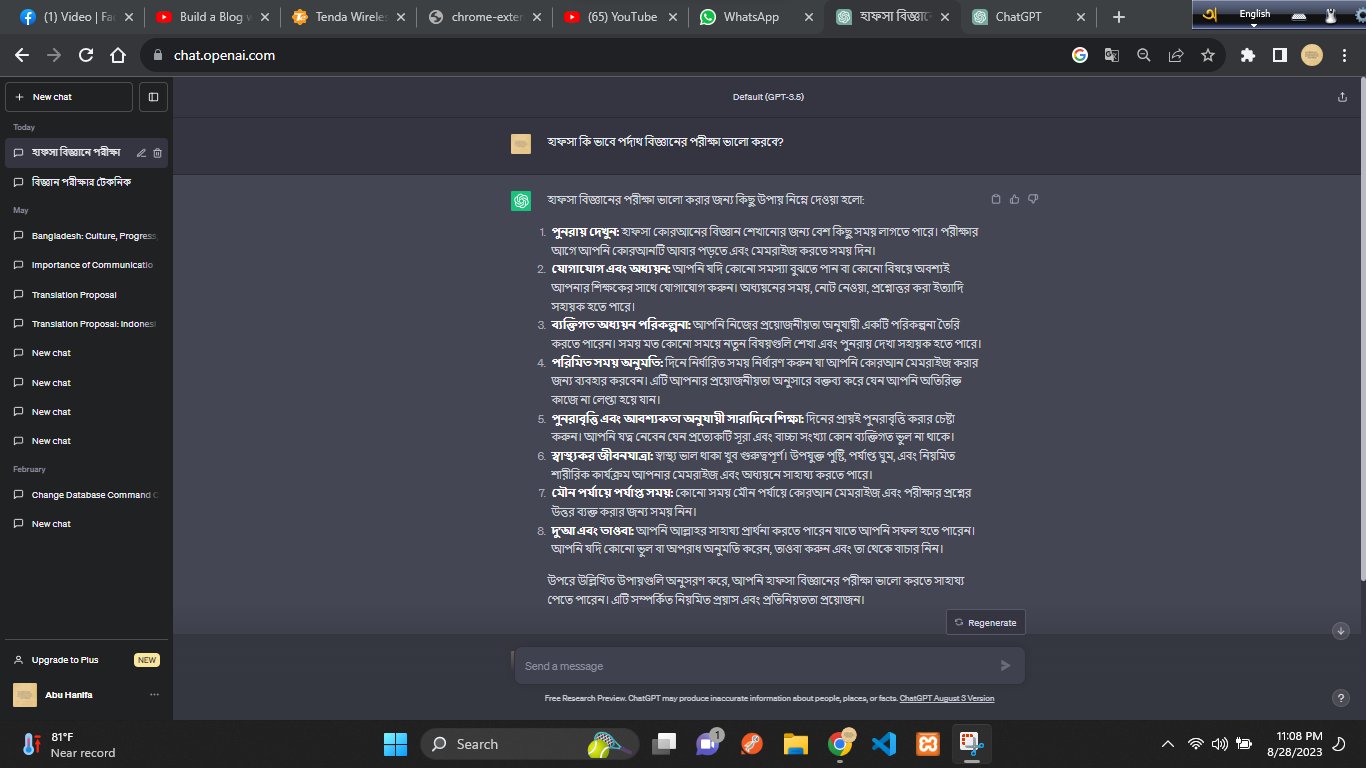 (1) Video | Fac
Build a Blog w
Tenda Wireles
chrome-exten
(65) YouTube
WhatsApp
হাফসা বিজ্ঞানে
ChatGPT
English
chat.openai.com
New chat
Default (GPT-3.5)
Today
হাফসা বিজ্ঞানে পরীক্ষা
বিজ্ঞান পরীক্ষার টেকনিক
May
Bangladesh: Culture, Progress,
Importance of Communicatio
Translation Proposal
Translation Proposal: Indonesi
New chat
New chat
New chat
New chat
February
Change Database Command C
New chat
Upgrade to Plus
NEW
Abu Hanifa
হাফসা কি ভাবে পর্দাথ বিজ্ঞানের পরীক্ষা ভালো করবে?
হাফসা বিজ্ঞানের পরীক্ষা ভালো করার জন্য কিছু উপায় নিম্নে দেওয়া হলো:
1. পুনরায় দেখুন: হাফসা কোরআনের বিজ্ঞান শেখানোর জন্য বেশ কিছু সময় লাগতে পারে। পরীক্ষার
আগে আপনি কোরআনটি আবার পড়তে এবং মেমরাইজ করতে সময় দিন।
2. যোগাযোগ এবং অধ্যয়ন: আপনি যদি কোনো সমস্যা বুঝতে পান বা কোনো বিষয়ে অবশ্যই
আপনার শিক্ষকের সাথে যোগাযোগ করুন। অধ্যয়নের সময়, নোট নেওয়া, প্রশ্নোত্তর করা ইত্যাদি
সহায়ক হতে পারে।
3. ব্যক্তিগত অধ্যয়ন পরিকল্পনা: আপনি নিজের প্রয়োজনীয়তা অনুযায়ী একটি পরিকল্পনা তৈরি
করতে পারেন। সময় মত কোনো সময়ে নতুন বিষয়গুলি শেখা এবং পুনরায় দেখা সহায়ক হতে পারে।
4. পরিমিত সময় অনুমতি: দিনে নির্ধারিত সময় নির্ধারণ করুন যা আপনি কোরআন মেমরাইজ করার
জন্য ব্যবহার করবেন। এটি আপনার প্রয়োজনীয়তা অনুসারে বক্তব্য করে যেন আপনি অতিরিক্ত
কাজে না লেপ্তা হয়ে যান।
5. পুনরাবৃত্তি এবং আবশ্যকতা অনুযায়ী সারাদিনে শিক্ষা: দিনের প্রায়ই পুনরাবৃত্তি করার চেষ্টা
করুন। আপনি যত্ন নেবেন যেন প্রত্যেকটি সূরা এবং বাচ্চা সংখ্যা কোন ব্যক্তিগত ভুল না থাকে।
6. স্বাস্থ্যকর জীবনযাত্রা: স্বাস্থ্য ভাল থাকা খুব গুরুত্বপূর্ণ। উপযুক্ত পুষ্টি, পর্যাপ্ত ঘুম, এবং নিয়মিত
শারীরিক কার্যক্রম আপনার মেমরাইজ এবং অধ্যয়নে সাহায্য করতে পারে।
7. মৌন পর্যায়ে পর্যাপ্ত সময়: কোনো সময় মৌন পর্যায়ে কোরআন মেমরাইজ এবং পরীক্ষার প্রশ্নের
উত্তর ব্যক্ত করার জন্য সময় নিন।
8. দু'আ এবং তাওবা: আপনি আল্লাহর সাহায্য প্রার্থনা করতে পারেন যাতে আপনি সফল হতে পারেন।
আপনি যদি কোনো ভুল বা অপরাধ অনুমতি করেন, তাওবা করুন এবং তা থেকে বাচার নিন।
উপরে উল্লিখিত উপায়গুলি অনুসরণ করে, আপনি হাফসা বিজ্ঞানের পরীক্ষা ভালো করতে সাহায্য
পেতে পারেন। এটি সম্পর্কিত নিয়মিত প্রয়াস এবং প্রতিনিয়ততা প্রয়োজন।
Regenerate
Send a message
Free Research Preview. ChatGPT may produce inaccurate information about people, places, or facts. ChatGPT August 3 Version
?
81°F
Near record
Search
1
11:08 PM
8/28/2023